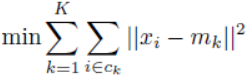 min ∑_{k=1}^{K} ∑_{i∈c_k} ||x_i − m_k||^2